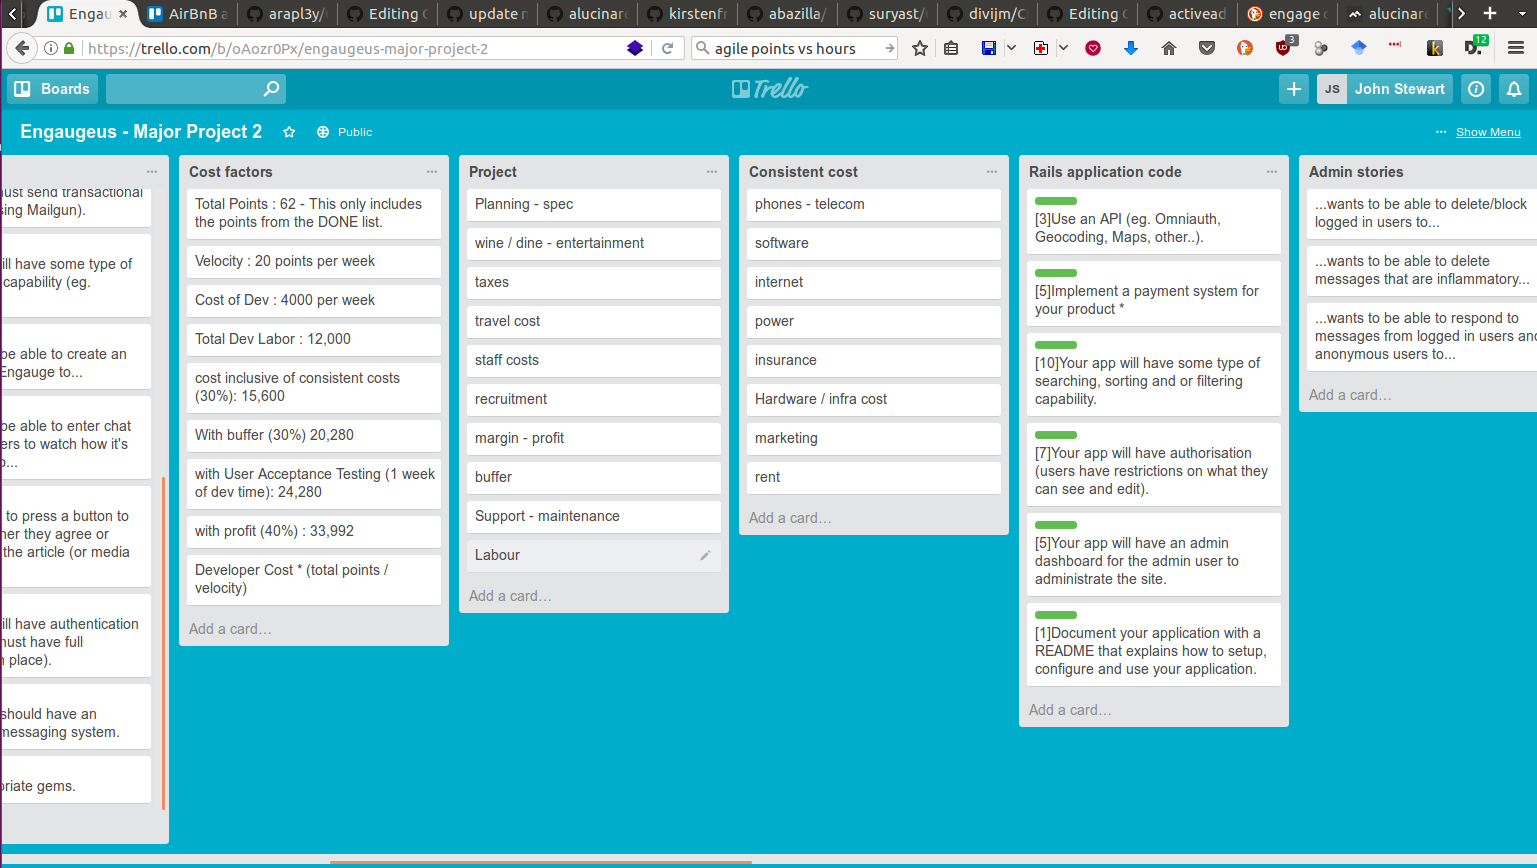 Engau
AirBnB a
arapl3y/
Editing
update r
alucinar
kirstenfr
abazilla/
suryast/
divijm/C
Editing
activead
engage
alucinar
https://trello.com/b/oAozr0Px/engaugeus-major-project-2
agile points vs hours
3
12
Boards
Trello
JS
John Stewart
Engaugeus - Major Project 2
Public
Show Menu
must send transactional
sing Mailgun).
ill have some type of
capability (eg.
be able to create an
Engauge to...
be able to enter chat
ers to watch how it's
to press a button to
her they agree or
the article (or media
ill have authentication
must have full
place).
should have an
messaging system.
priate gems.
Cost factors
Total Points : 62 - This only includes
the points from the DONE list.
Velocity : 20 points per week
Cost of Dev : 4000 per week
Total Dev Labor : 12,000
cost inclusive of consistent costs
(30%): 15,600
With buffer (30%) 20,280
with User Acceptance Testing (1 week
of dev time): 24,280
with profit (40%) : 33,992
Developer Cost * (total points /
velocity)
Add a card…
Project
Planning - spec
wine / dine - entertainment
taxes
travel cost
staff costs
recruitment
margin - profit
buffer
Support - maintenance
Labour
Add a card…
Consistent cost
phones - telecom
software
internet
power
insurance
Hardware / infra cost
marketing
rent
Add a card…
Rails application code
[3]Use an API (eg. Omniauth,
Geocoding, Maps, other..).
[5]Implement a payment system for
your product *
[10]Your app will have some type of
searching, sorting and or filtering
capability.
[7]Your app will have authorisation
(users have restrictions on what they
can see and edit).
[5]Your app will have an admin
dashboard for the admin user to
administrate the site.
[1]Document your application with a
README that explains how to setup,
configure and use your application.
Add a card…
Admin stories
...wants to be able to delete/block
logged in users to...
...wants to be able to delete
messages that are inflammatory...
...wants to be able to respond to
messages from logged in users and
anonymous users to...
Add a card…